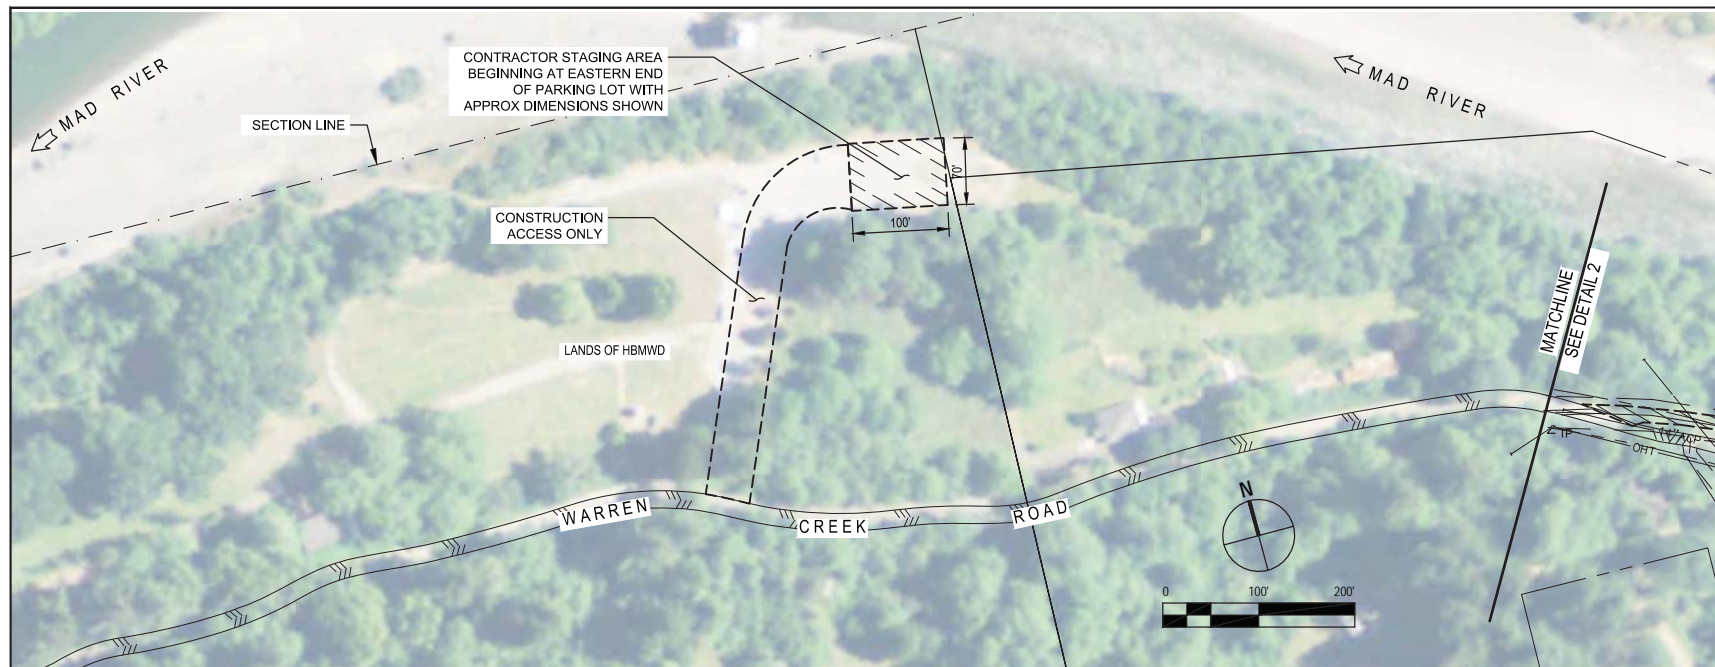 CONTRACTOR STAGING AREA
BEGINNING AT EASTERN END
OF PARKING LOT WITH
APPROX DIMENSIONS SHOWN
MAD RIVER
MAD RIVER
SECTION LINE
70'
100'
CONSTRUCTION
ACCESS ONLY
LANDS OF HBMWD
MATCHLINE
SEE DETAIL 2
IP
OHT
WARREN CREEK ROAD
N
0 100' 200'